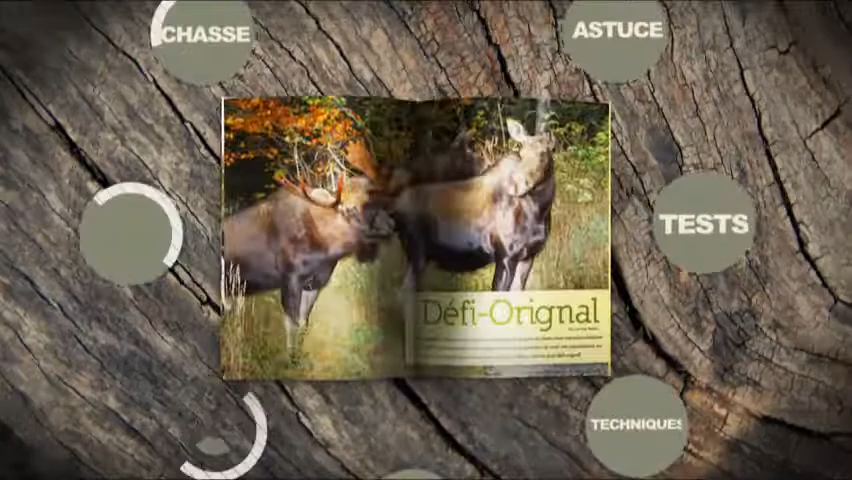 CHASSE
ASTUCE
TESTS
Défi-Orignal
TECHNIQUES